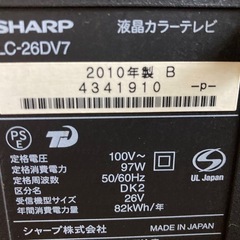 SHARP 液晶カラーテレビ
LC-26DV7
2010年製 B
4341910 -p-
PS
E
UL Japan
定格電圧 100V~
定格消費電力 97W
定格周波数 50/60Hz
区分名 DK2
受信機型サイズ 26V
年間消費電力量 82kWh/年
シャープ株式会社 MADE IN JAPAN